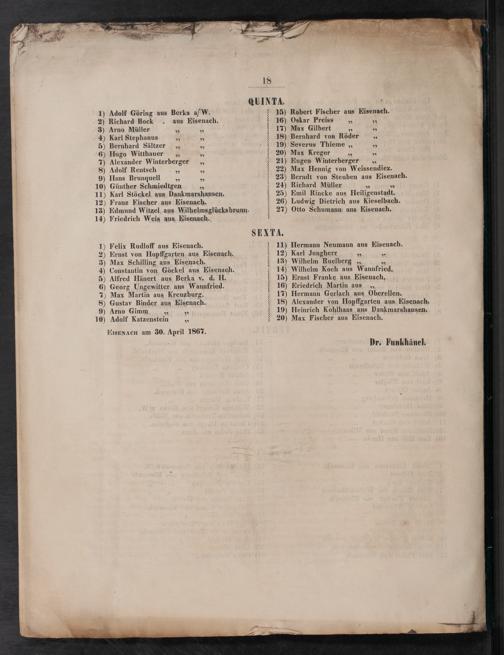 18
QUINTA.
1) Adolf Göring aus Berka a/W.
2) Richard Bock . aus Eisenach.
3) Arno Müller „ „
4) Karl Stephanus „ „
5) Bernhard Sältzer „ „
6) Hugo Witthauer „ „
7) Alexander Winterberger „
8) Adolf Rentsch „ „
9) Hans Brunquell „ „
10) Günther Schmiedtgen „
11) Karl Stöckel aus Dankmarshausen.
12) Franz Fischer aus Eisenach.
13) Edmund Witzel aus Wilhelmsglücksbrunn.
14) Friedrich Weis aus Eisenach.
15) Robert Fischer aus Eisenach.
16) Oskar Preiss „ „
17) Max Gilbert „ „
18) Bernhard von Röder „
19) Severus Thieme „ „
20) Max Kreger „ „
21) Eugen Winterberger „
22) Max Hennig von Weissendiez.
23) Berndt von Steuben aus Eisenach.
24) Richard Müller „ „
25) Emil Rincke aus Heiligenstadt.
26) Ludwig Dietrich aus Kieselbach.
27) Otto Schumann aus Eisenach.
SEXTA.
1) Felix Rudloff aus Eisenach.
2) Ernst von Hopffgarten aus Eisenach.
3) Max Schilling aus Eisenach.
4) Constantin von Göckel aus Eisenach.
5) Alfred Hänert aus Berka v. d. H.
6) Georg Ungewitter aus Wannfried.
7) Max Martin aus Kreuzburg.
8) Gustav Binder aus Eisenach.
9) Arno Gimm „ „
10) Adolf Katzenstein „
11) Hermann Neumann aus Eisenach.
12) Karl Jungherr „ „
13) Wilhelm Ruelberg „ „
14) Wilhelm Koch aus Wannfried.
15) Ernst Franke aus Eisenach.
16) Friedrich Martin aus „
17) Hermann Gerlach aus Oberellen.
18) Alexander von Hopffgarten aus Eisenach.
19) Heinrich Kohlhaas aus Dankmarshausen.
20) Max Fischer aus Eisenach.
EISENACH am 30. April 1867.
Dr. Funkhänel.